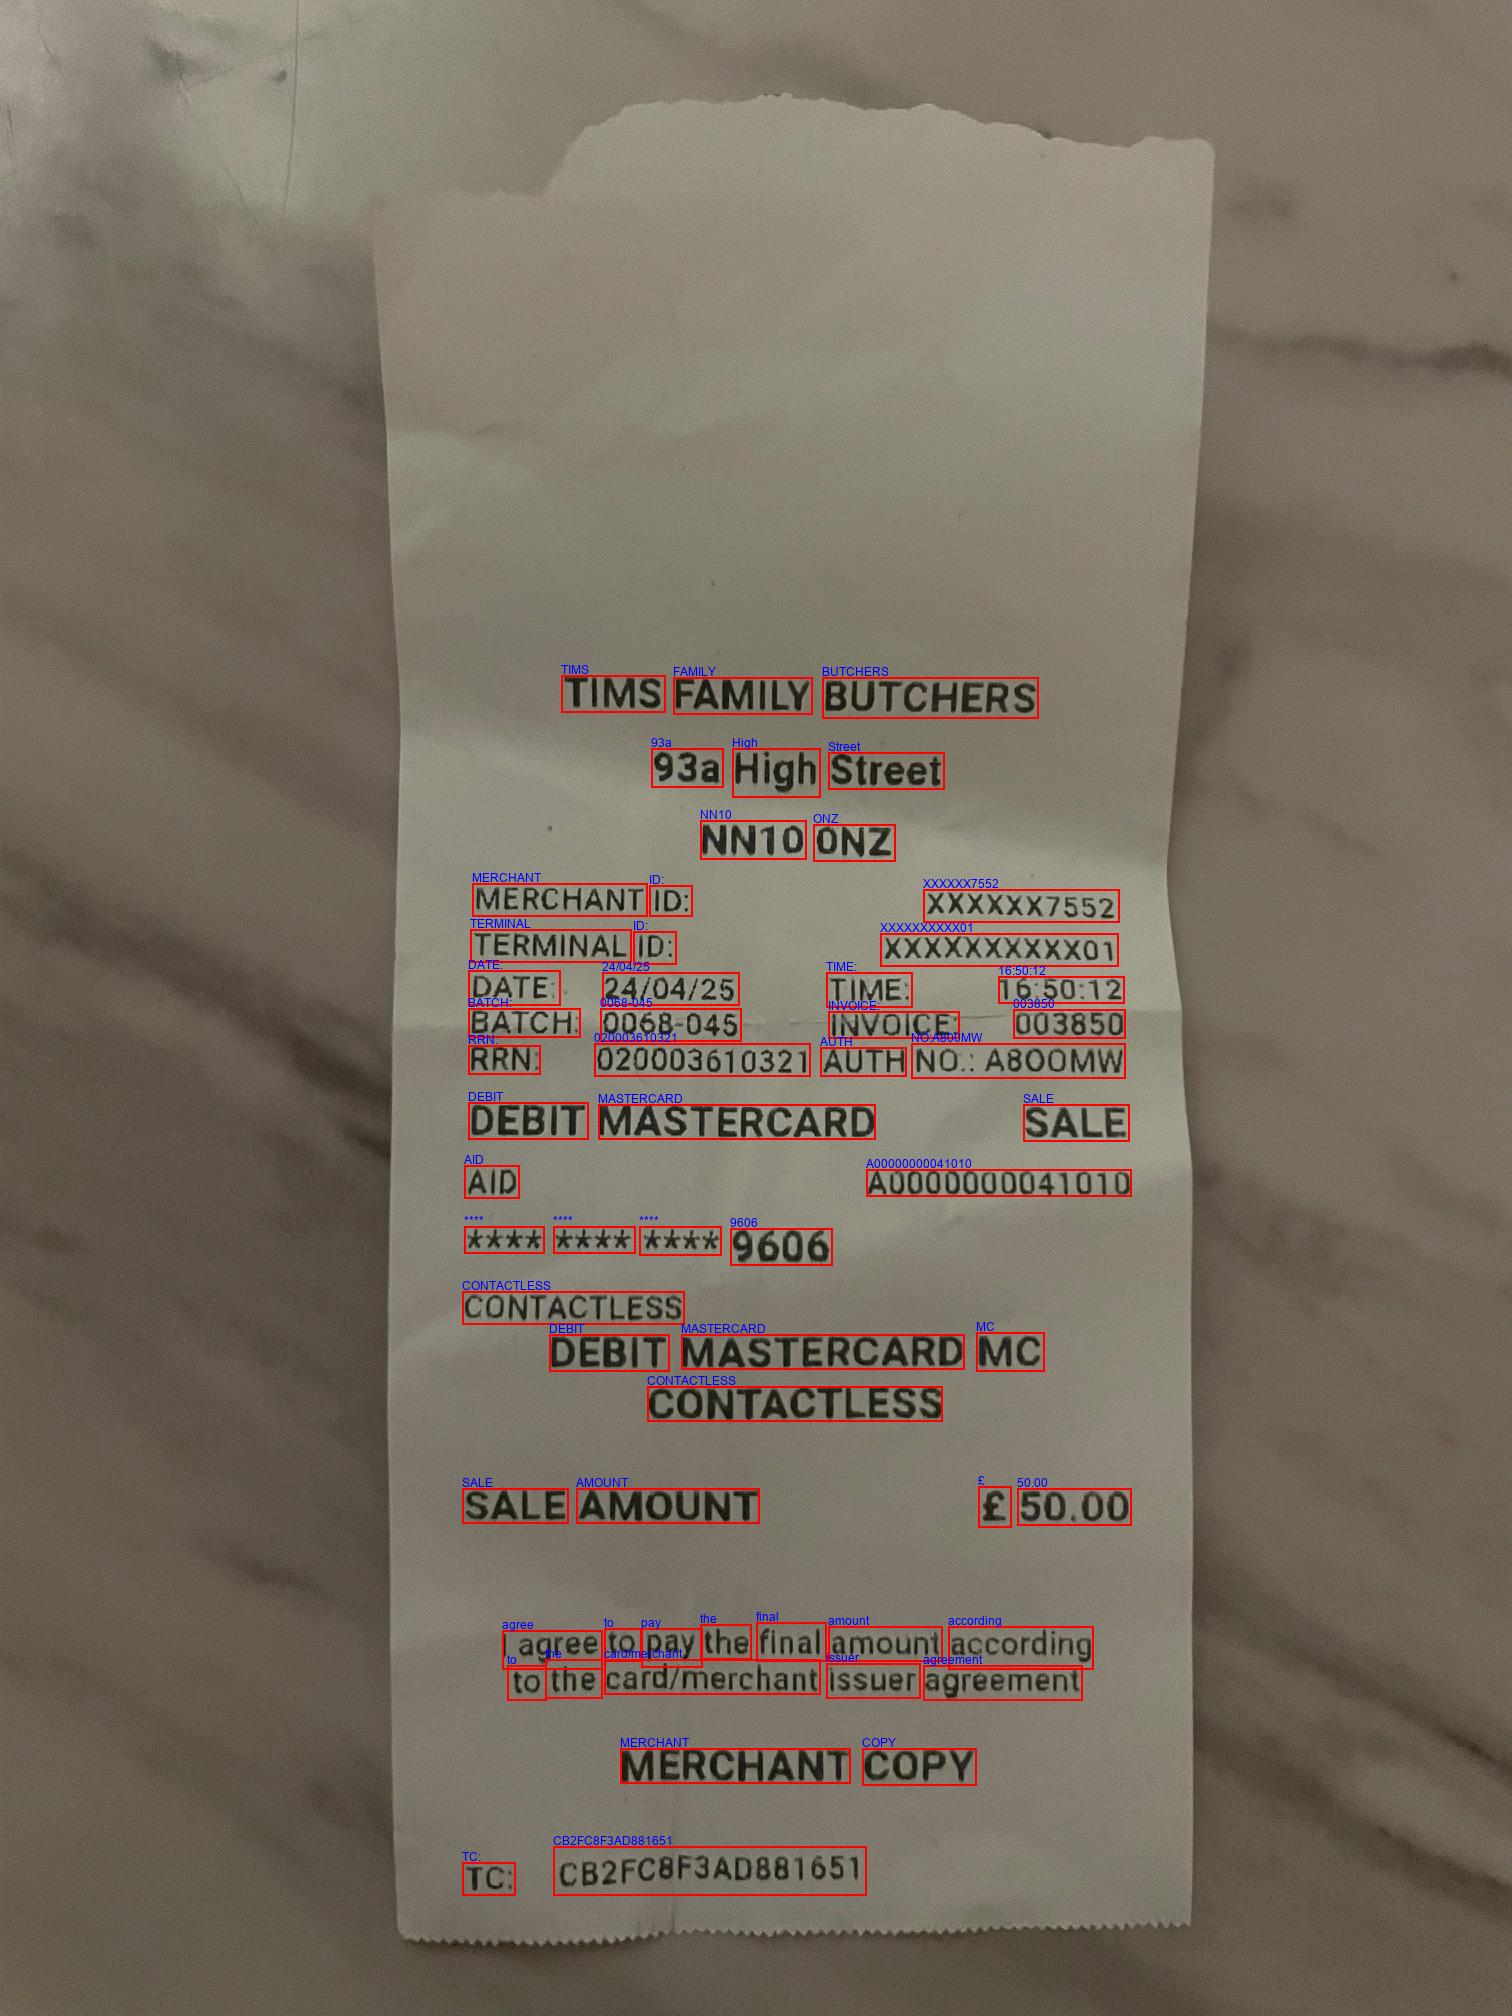 TIMS FAMILY BUTCHERS
93a High Street
NN10 0NZ
MERCHANT ID: XXXXXX7552
TERMINAL ID: XXXXXXXXXX01
DATE: 24/04/25 TIME: 16:50:12
BATCH: 0068-045 INVOICE: 003850
RRN: 020003610321 AUTH NO.: A800MW
DEBIT MASTERCARD SALE
AID A0000000041010
**** **** **** 9606
CONTACTLESS
DEBIT MASTERCARD MC
CONTACTLESS
SALE AMOUNT £ 50.00
I agree to pay the final amount according
to the card/merchant issuer agreement
MERCHANT COPY
TC: CB2FC8F3AD881651